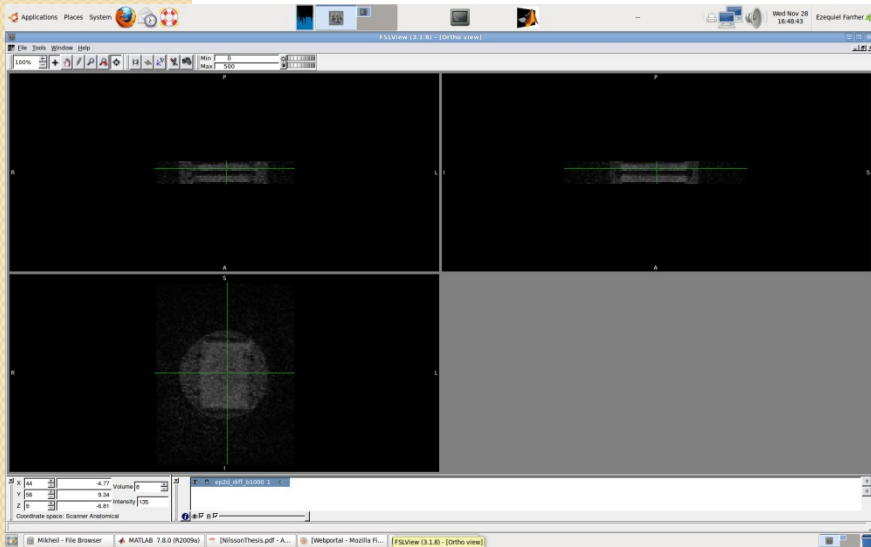 Applications Places System
Wed Nov 28
16:48:43
Ezequiel Farrher
FSLView (3.1.8) - [Ortho view]
File Tools Window Help
100%
Min 0
Max 500
P
P
R
L
I
S
A
A
S
R
L
I
X 44 -4.77 Volume 8
Y 56 9.34 Intensity 135
Z 9 -6.81
Coordinate space: Scanner Anatomical
ep2d_diff_b1000_1
Mikheil - File Browser
MATLAB 7.8.0 (R2009a)
[NilssonThesis.pdf - A...
[Webportal - Mozilla Fi...
FSLView (3.1.8) - [Ortho view]